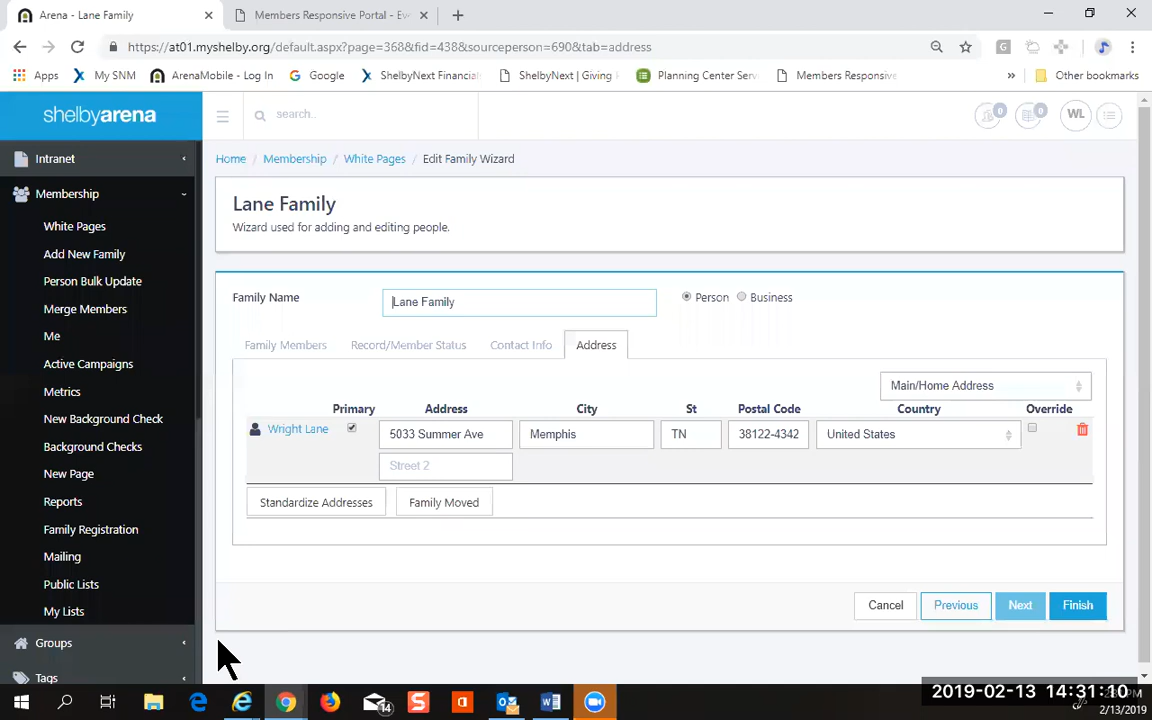 Arena - Lane Family
Members Responsive Portal - Eve
https://at01.myshelby.org/default.aspx?page=368&fid=438&sourceperson=690&tab=address
Apps My SNM ArenaMobile - Log In Google ShelbyNext Financial ShelbyNext | Giving Planning Center Serv Members Responsive » Other bookmarks
shelbyarena
search...
0 0 WL
Intranet
Membership
White Pages
Add New Family
Person Bulk Update
Merge Members
Me
Active Campaigns
Metrics
New Background Check
Background Checks
New Page
Reports
Family Registration
Mailing
Public Lists
My Lists
Groups
Tags
Home / Membership / White Pages / Edit Family Wizard
Lane Family
Wizard used for adding and editing people.
Family Name Lane Family Person Business
Family Members Record/Member Status Contact Info Address
Main/Home Address
Primary Address City St Postal Code Country Override
Wright Lane 5033 Summer Ave Memphis TN 38122-4342 United States
Street 2
Standardize Addresses Family Moved
Cancel Previous Next Finish
14
2019-02-13 14:31:30
2/13/2019